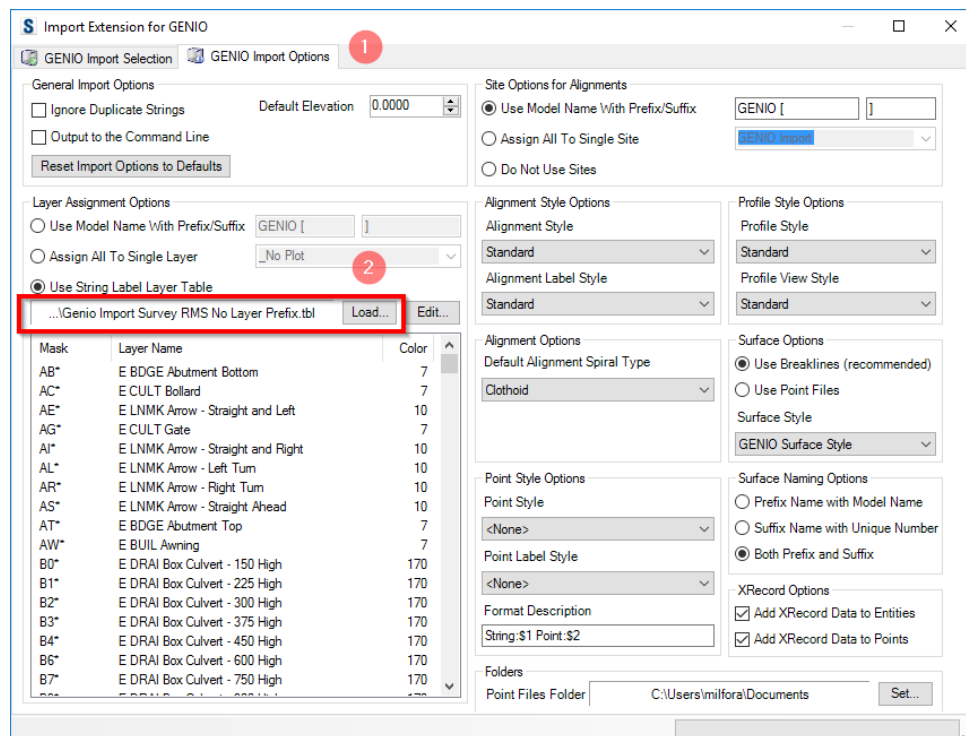 S Import Extension for GENIO
GENIO Import Selection GENIO Import Options 1
General Import Options
Ignore Duplicate Strings Default Elevation 0.0000
Output to the Command Line
Reset Import Options to Defaults
Site Options for Alignments
Use Model Name With Prefix/Suffix GENIO [ ]
Assign All To Single Site GENIO Import
Do Not Use Sites
Layer Assignment Options
Use Model Name With Prefix/Suffix GENIO [ ]
Assign All To Single Layer _No Plot
2
Use String Label Layer Table
...\Genio Import Survey RMS No Layer Prefix.tbl Load... Edit...
Mask Layer Name Color
AB* E BDGE Abutment Bottom 7
AC* E CULT Bollard 7
AE* E LNMK Arrow - Straight and Left 10
AG* E CULT Gate 7
AI* E LNMK Arrow - Straight and Right 10
AL* E LNMK Arrow - Left Turn 10
AR* E LNMK Arrow - Right Turn 10
AS* E LNMK Arrow - Straight Ahead 10
AT* E BDGE Abutment Top 7
AW* E BUIL Awning 7
B0* E DRAI Box Culvert - 150 High 170
B1* E DRAI Box Culvert - 225 High 170
B2* E DRAI Box Culvert - 300 High 170
B3* E DRAI Box Culvert - 375 High 170
B4* E DRAI Box Culvert - 450 High 170
B6* E DRAI Box Culvert - 600 High 170
B7* E DRAI Box Culvert - 750 High 170
Alignment Style Options
Alignment Style
Standard
Alignment Label Style
Standard
Profile Style Options
Profile Style
Standard
Profile View Style
Standard
Alignment Options
Default Alignment Spiral Type
Clothoid
Surface Options
Use Breaklines (recommended)
Use Point Files
Surface Style
GENIO Surface Style
Point Style Options
Point Style
<None>
Point Label Style
<None>
Format Description
String:$1 Point:$2
Surface Naming Options
Prefix Name with Model Name
Suffix Name with Unique Number
Both Prefix and Suffix
XRecord Options
Add XRecord Data to Entities
Add XRecord Data to Points
Folders
Point Files Folder C:\Users\milfora\Documents Set...